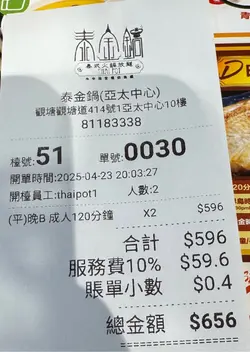 泰金鍋
泰式火鍋放題
泰金鍋(亞太中心)
觀塘觀塘道414號1亞太中心10樓
81183338
檯號:51 單號:0030
開單時間:2025-04-23 20:03:27
開檯員工:thaipot1 人數:2
(平)晚B 成人120分鐘 X2 $596
合計 $596
服務費10% $59.6
賬單小數 $0.4
總金額 $656